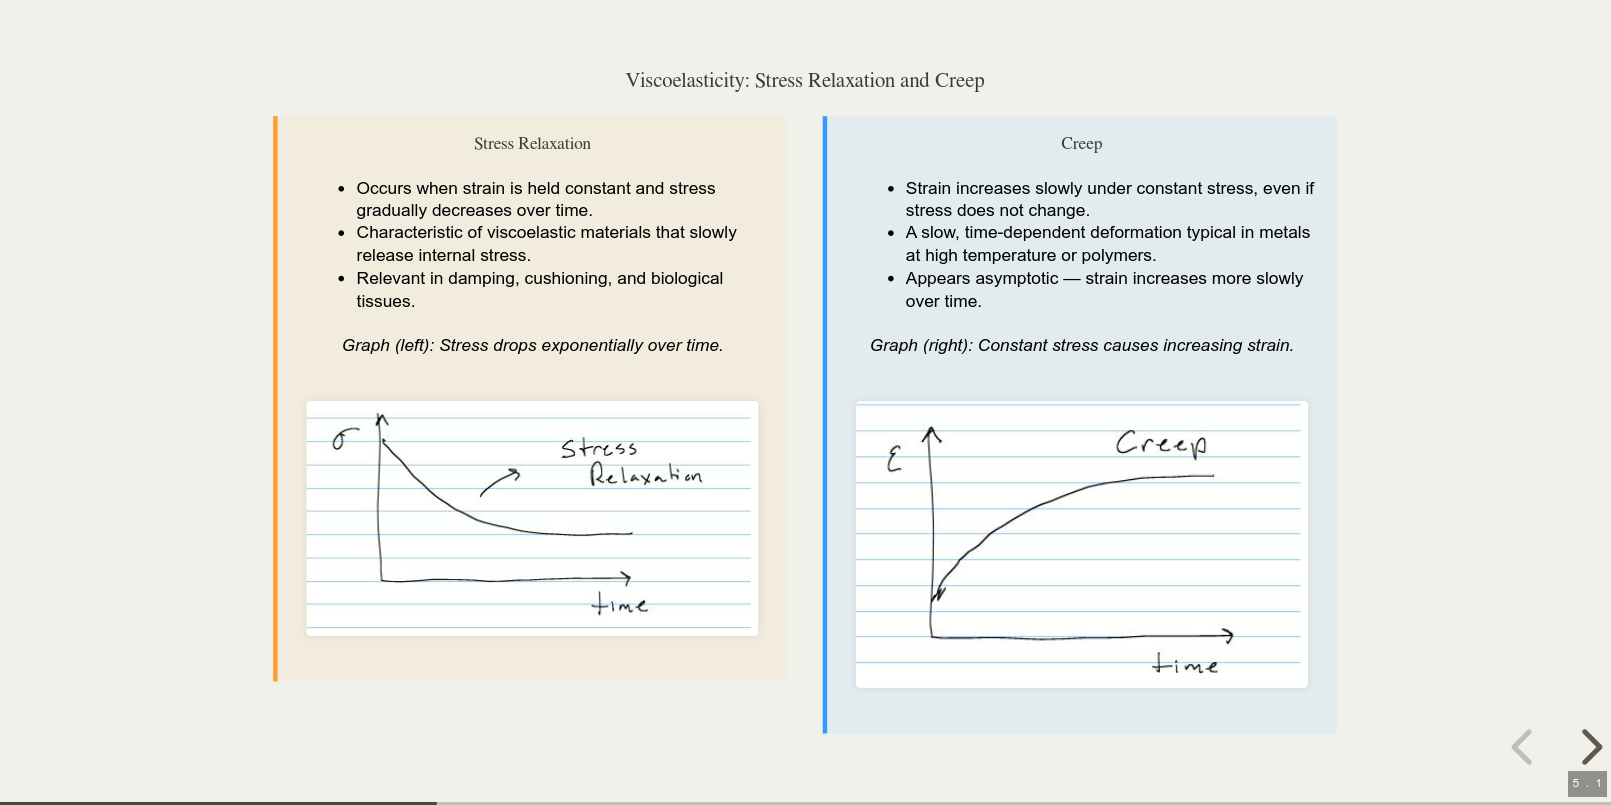 Viscoelasticity: Stress Relaxation and Creep
Stress Relaxation
Occurs when strain is held constant and stress
gradually decreases over time.
Characteristic of viscoelastic materials that slowly
release internal stress.
Relevant in damping, cushioning, and biological
tissues.
Graph (left): Stress drops exponentially over time.
σ
Stress
Relaxation
time
Creep
Strain increases slowly under constant stress, even if
stress does not change.
A slow, time-dependent deformation typical in metals
at high temperature or polymers.
Appears asymptotic — strain increases more slowly
over time.
Graph (right): Constant stress causes increasing strain.
ε
Creep
time
5 . 1